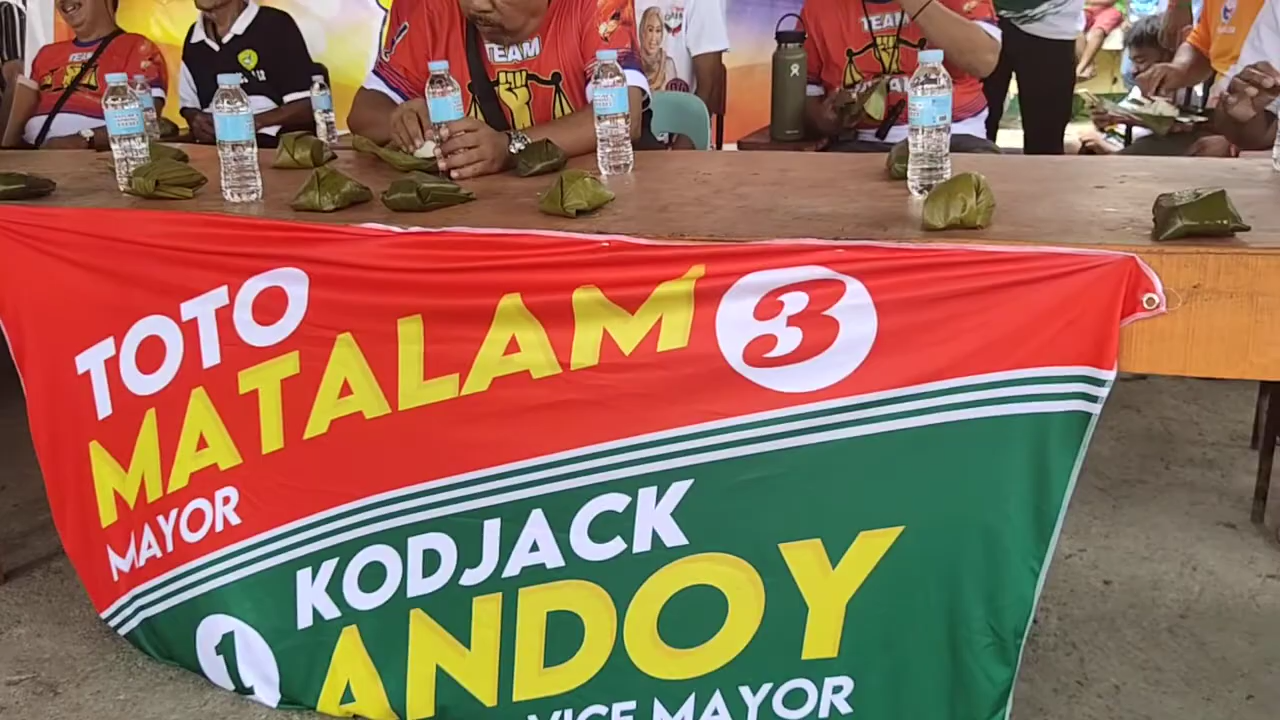 TEAM
TEAM
TOTO
MATALAM
3
MAYOR
KODJACK
1
ANDOY
VICE MAYOR